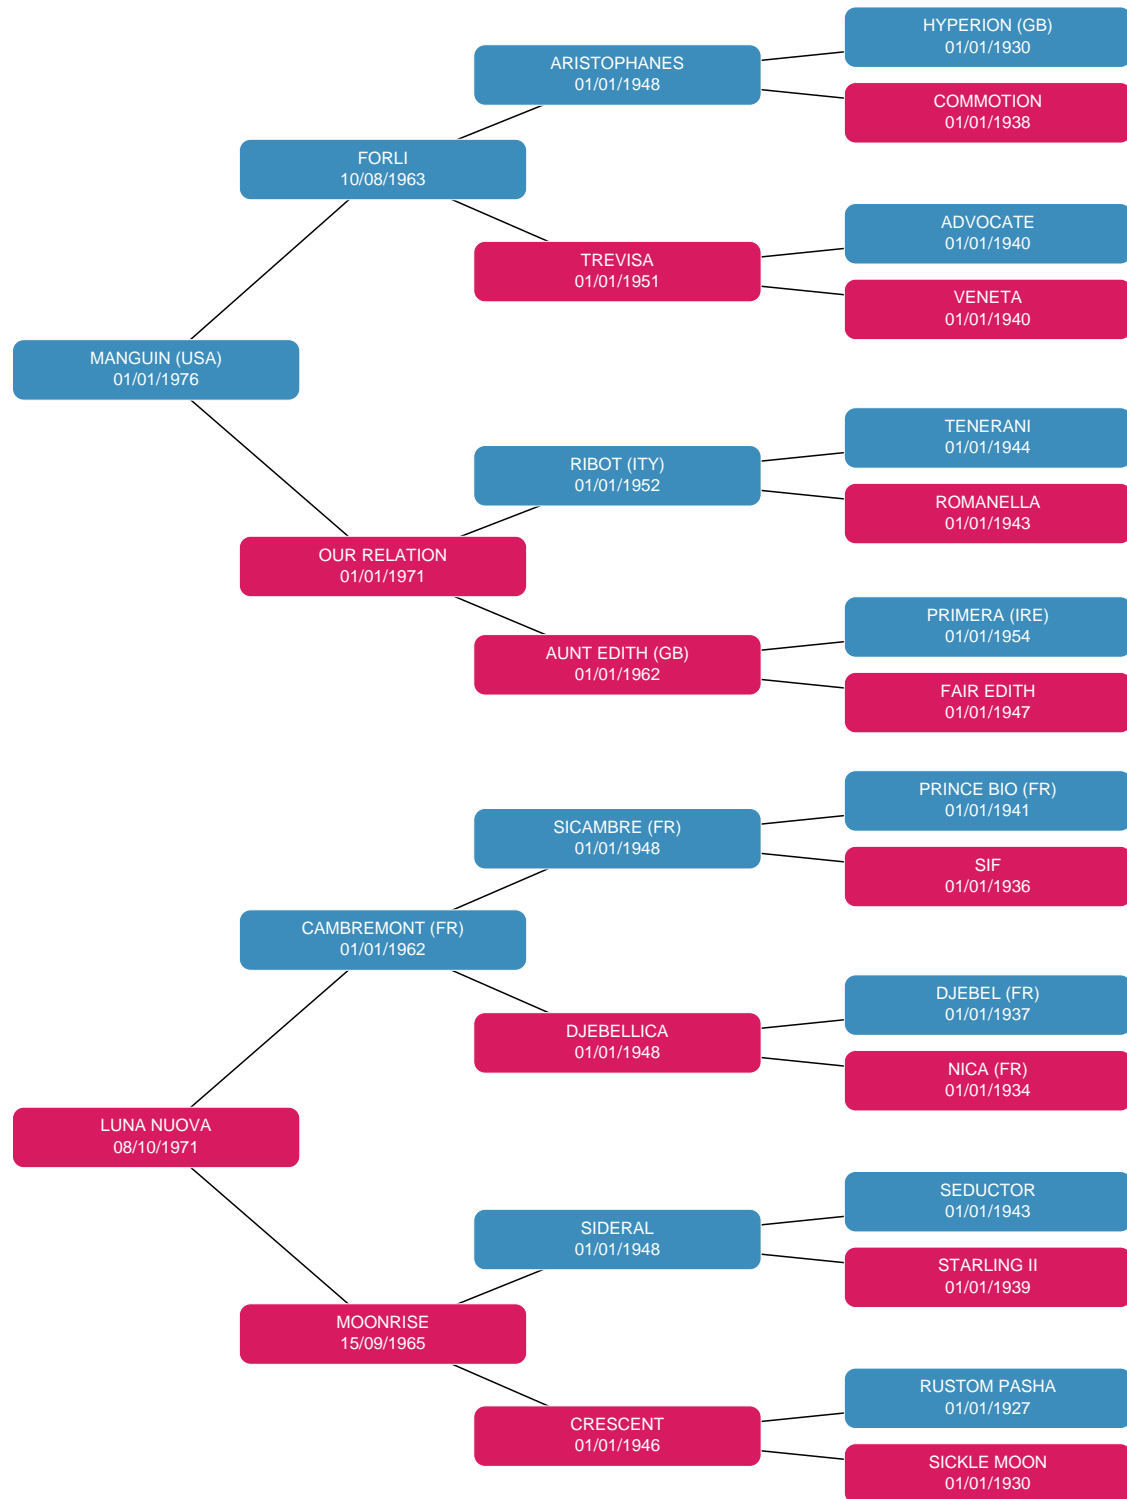 HYPERION (GB)
01/01/1930
ARISTOPHANES
01/01/1948
COMMOTION
01/01/1938
FORLI
10/08/1963
ADVOCATE
01/01/1940
TREVISA
01/01/1951
VENETA
01/01/1940
MANGUIN (USA)
01/01/1976
TENERANI
01/01/1944
RIBOT (ITY)
01/01/1952
ROMANELLA
01/01/1943
OUR RELATION
01/01/1971
PRIMERA (IRE)
01/01/1954
AUNT EDITH (GB)
01/01/1962
FAIR EDITH
01/01/1947
PRINCE BIO (FR)
01/01/1941
SICAMBRE (FR)
01/01/1948
SIF
01/01/1936
CAMBREMONT (FR)
01/01/1962
DJEBEL (FR)
01/01/1937
DJEBELLICA
01/01/1948
NICA (FR)
01/01/1934
LUNA NUOVA
08/10/1971
SEDUCTOR
01/01/1943
SIDERAL
01/01/1948
STARLING II
01/01/1939
MOONRISE
15/09/1965
RUSTOM PASHA
01/01/1927
CRESCENT
01/01/1946
SICKLE MOON
01/01/1930